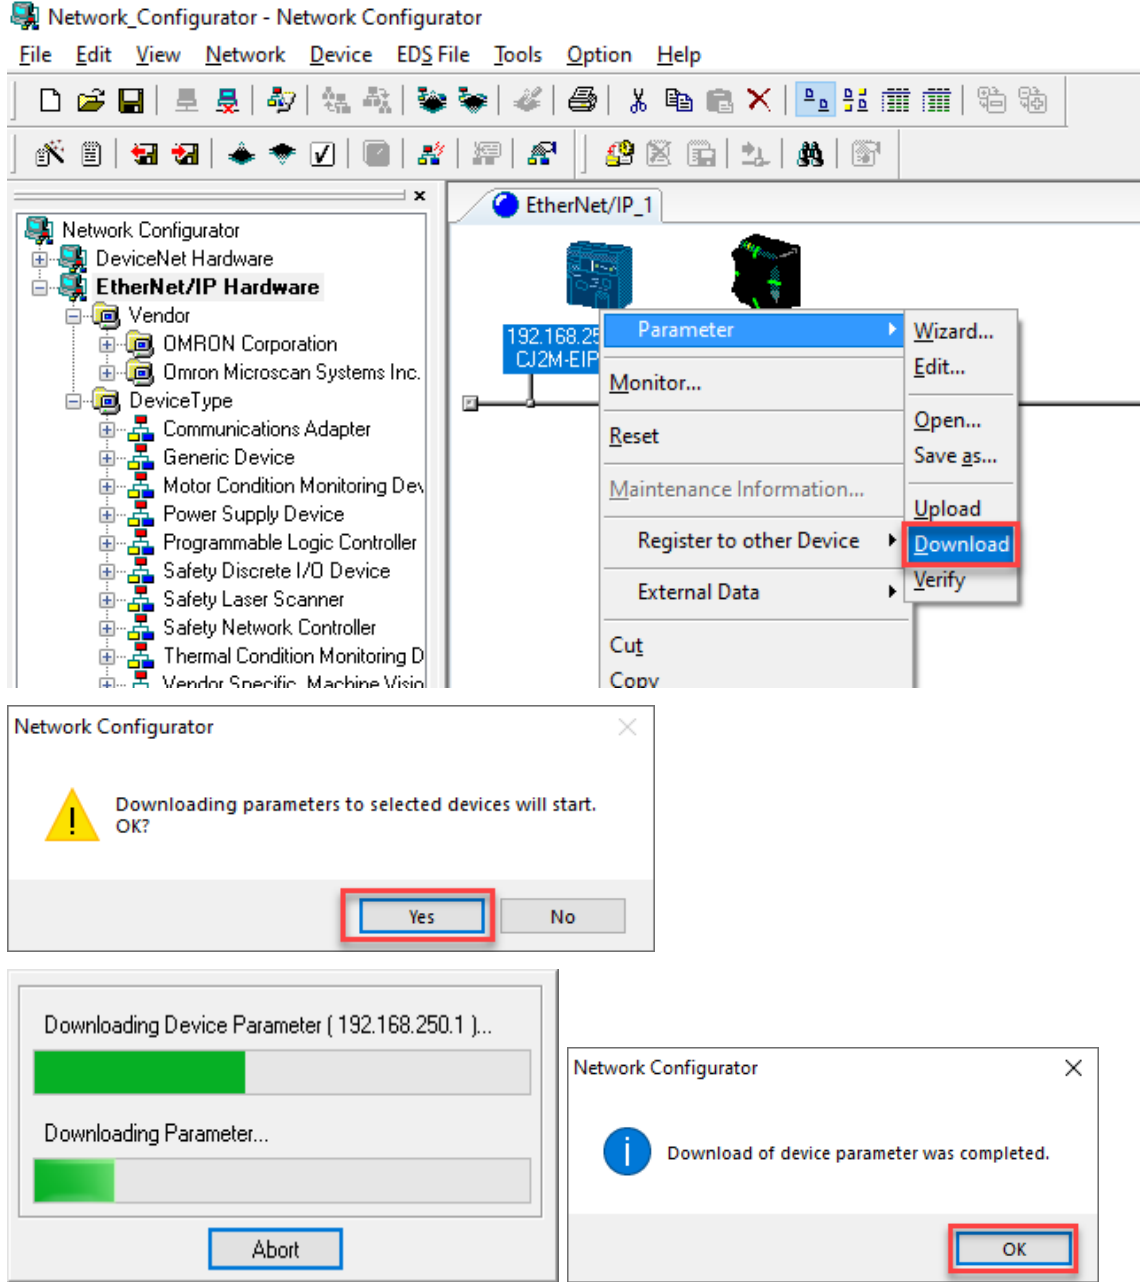 Network_Configurator - Network Configurator
File Edit View Network Device EDS File Tools Option Help
EtherNet/IP_1
Network Configurator
DeviceNet Hardware
EtherNet/IP Hardware
Vendor
OMRON Corporation
Omron Microscan Systems Inc.
DeviceType
Communications Adapter
Generic Device
Motor Condition Monitoring Dev
Power Supply Device
Programmable Logic Controller
Safety Discrete I/O Device
Safety Laser Scanner
Safety Network Controller
Thermal Condition Monitoring D
Vendor Specific, Machine Visio
192.168.25
CJ2M-EIP
Parameter
Monitor...
Reset
Maintenance Information...
Register to other Device
External Data
Cut
Copy
Wizard...
Edit...
Open...
Save as...
Upload
Download
Verify
Network Configurator
Downloading parameters to selected devices will start.
OK?
Yes No
Downloading Device Parameter ( 192.168.250.1 )...
Downloading Parameter...
Abort
Network Configurator
Download of device parameter was completed.
OK